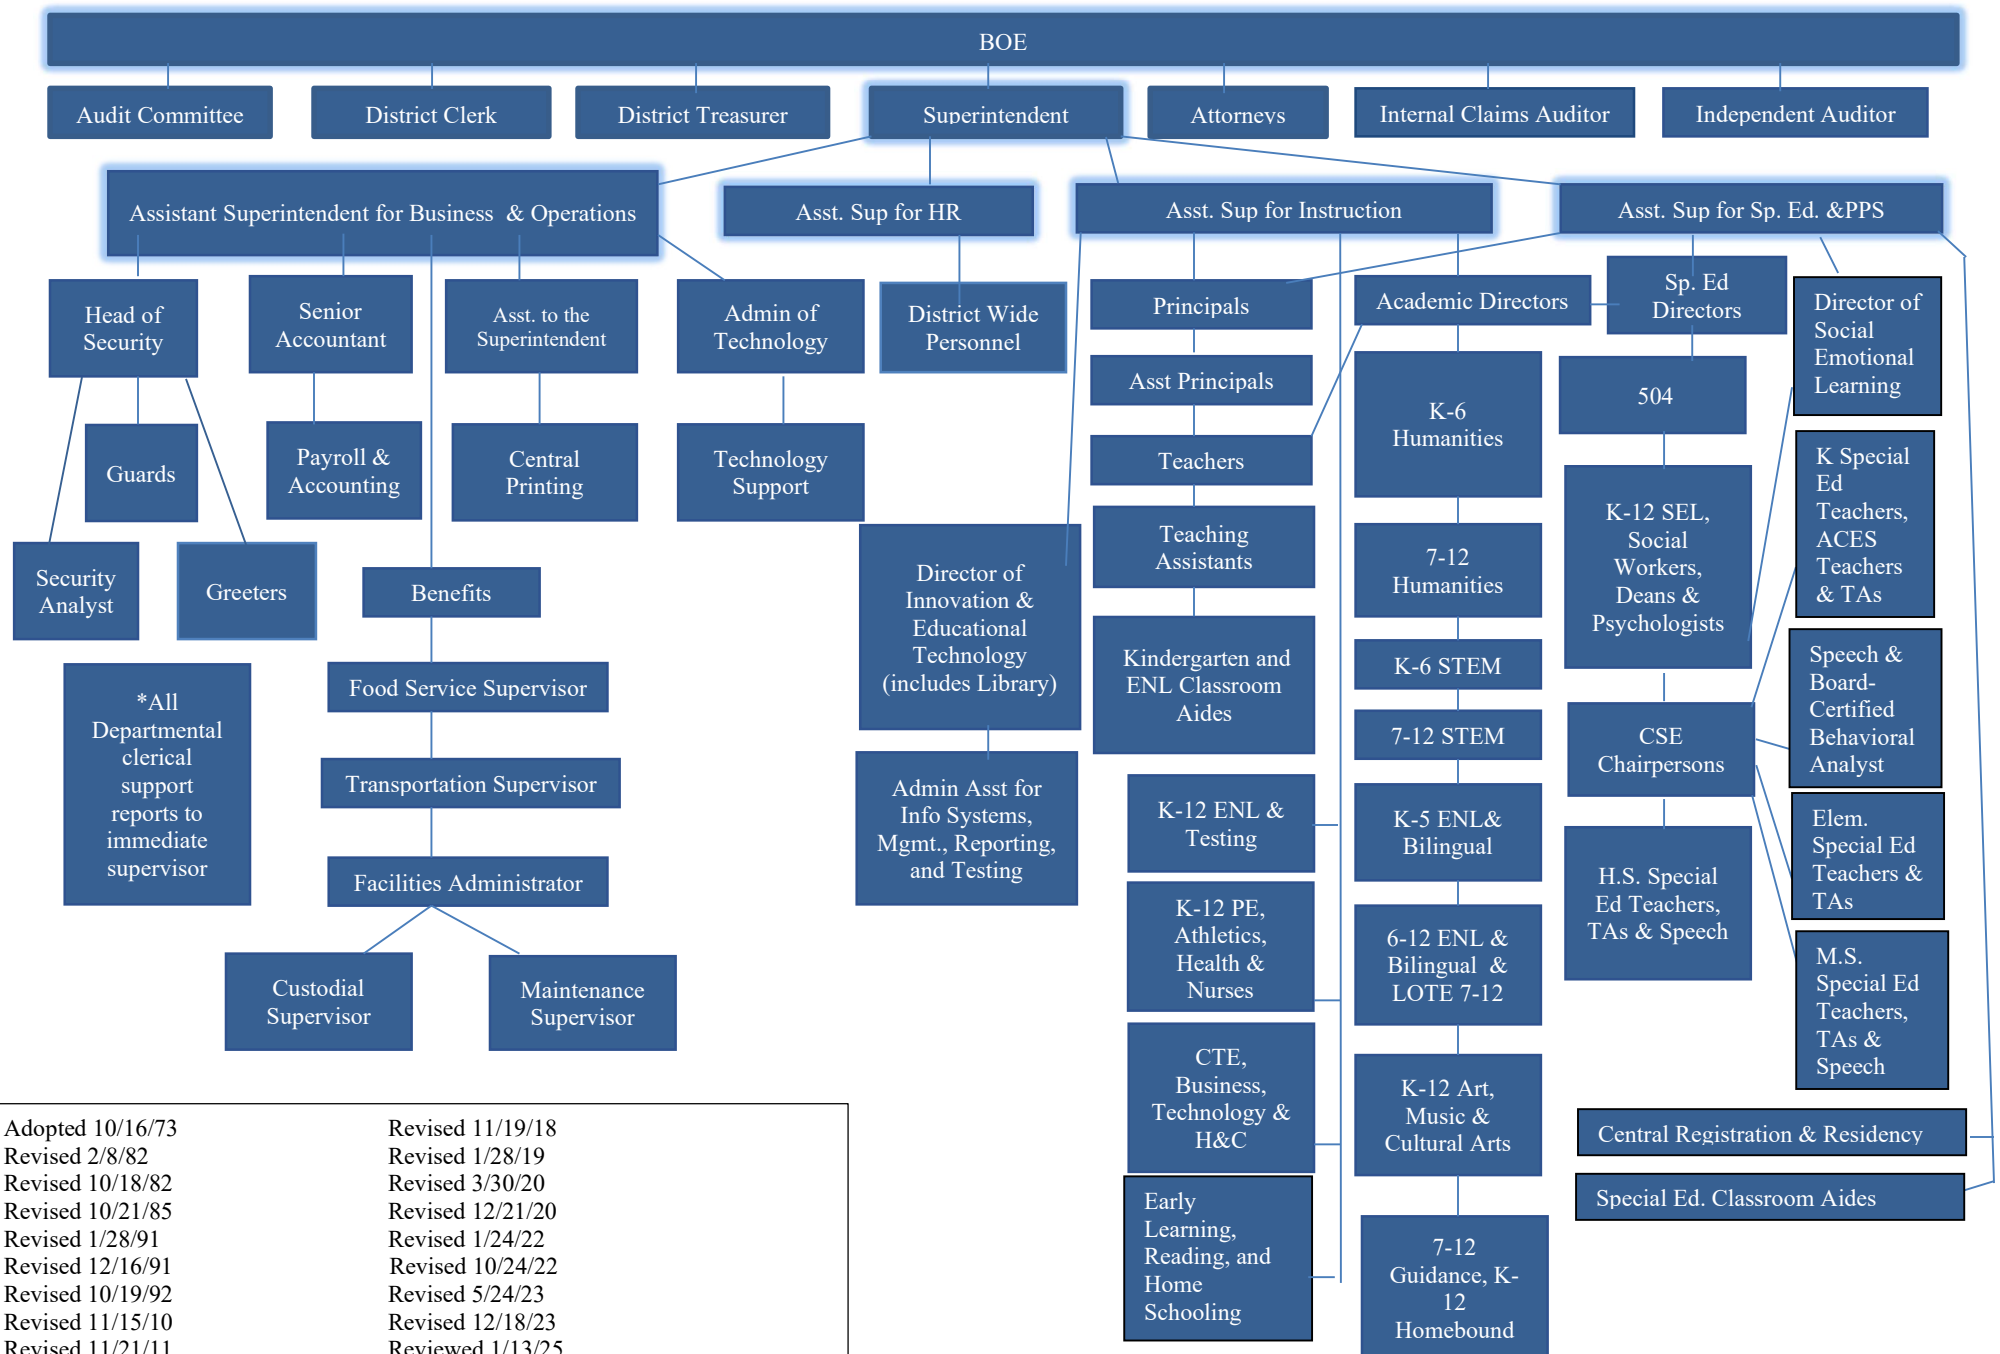 BOE
Audit Committee
District Clerk
District Treasurer
Superintendent
Attorneys
Internal Claims Auditor
Independent Auditor
Assistant Superintendent for Business & Operations
Asst. Sup for HR
Asst. Sup for Instruction
Asst. Sup for Sp. Ed. &PPS
Head of
Security
Senior
Accountant
Asst. to the
Superintendent
Admin of
Technology
District Wide
Personnel
Principals
Academic Directors
Sp. Ed
Directors
Director of
Social
Emotional
Learning
Asst Principals
K-6
Humanities
504
Guards
Payroll &
Accounting
Central
Printing
Technology
Support
Teachers
K Special
Ed
Teachers,
ACES
Teachers
& TAs
Security
Analyst
Greeters
Benefits
Director of
Innovation &
Educational
Technology
(includes Library)
Teaching
Assistants
7-12
Humanities
K-12 SEL,
Social
Workers,
Deans &
Psychologists
*All
Departmental
clerical
support
reports to
immediate
supervisor
Food Service Supervisor
Kindergarten and
ENL Classroom
Aides
K-6 STEM
Speech &
Board-
Certified
Behavioral
Analyst
Transportation Supervisor
7-12 STEM
CSE
Chairpersons
Admin Asst for
Info Systems,
Mgmt., Reporting,
and Testing
K-12 ENL &
Testing
K-5 ENL&
Bilingual
Elem.
Special Ed
Teachers &
TAs
Facilities Administrator
K-12 PE,
Athletics,
Health &
Nurses
6-12 ENL &
Bilingual &
LOTE 7-12
H.S. Special
Ed Teachers,
TAs & Speech
M.S.
Special Ed
Teachers,
TAs &
Speech
Custodial
Supervisor
Maintenance
Supervisor
CTE,
Business,
Technology &
H&C
K-12 Art,
Music &
Cultural Arts
Central Registration & Residency
Special Ed. Classroom Aides
Early
Learning,
Reading, and
Home
Schooling
7-12
Guidance, K-
12
Homebound
Adopted 10/16/73
Revised 2/8/82
Revised 10/18/82
Revised 10/21/85
Revised 1/28/91
Revised 12/16/91
Revised 10/19/92
Revised 11/15/10
Revised 11/21/11
Revised 11/19/18
Revised 1/28/19
Revised 3/30/20
Revised 12/21/20
Revised 1/24/22
Revised 10/24/22
Revised 5/24/23
Revised 12/18/23
Reviewed 1/13/25